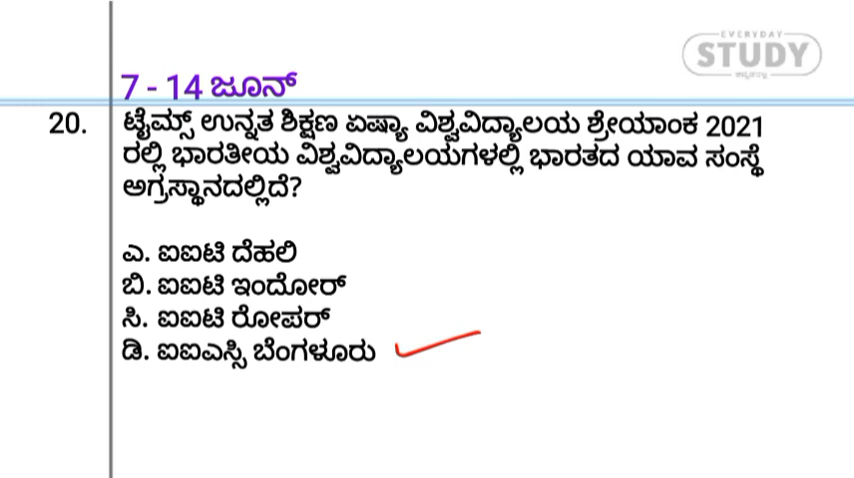 EVERYDAY
STUDY
7 - 14 ಜೂನ್
20. ಟೈಮ್ಸ್ ಉನ್ನತ ಶಿಕ್ಷಣ ಏಷ್ಯಾ ವಿಶ್ವವಿದ್ಯಾಲಯ ಶ್ರೇಯಾಂಕ 2021
ರಲ್ಲಿ ಭಾರತೀಯ ವಿಶ್ವವಿದ್ಯಾಲಯಗಳಲ್ಲಿ ಭಾರತದ ಯಾವ ಸಂಸ್ಥೆ
ಅಗ್ರಸ್ಥಾನದಲ್ಲಿದೆ?
ಎ. ಐಐಟಿ ದೆಹಲಿ
ಬಿ. ಐಐಟಿ ಇಂದೋರ್
ಸಿ. ಐಐಟಿ ರೋಪರ್
ಡಿ. ಐಐಎಸ್ಸಿ ಬೆಂಗಳೂರು